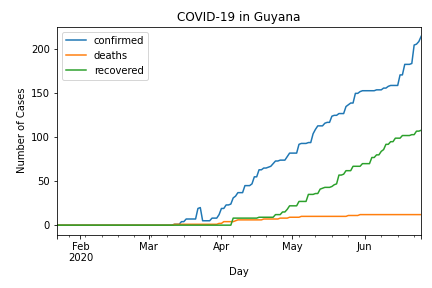 COVID-19 in Guyana
confirmed
deaths
recovered
Number of Cases
200
150
100
50
0
Feb
2020
Mar
Apr
May
Jun
Day